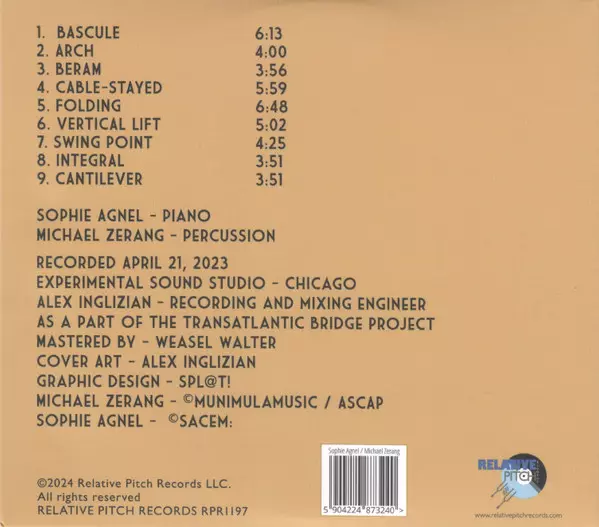 1. BASCULE 6:13
2. ARCH 4:00
3. BERAM 3:56
4. CABLE-STAYED 5:59
5. FOLDING 6:48
6. VERTICAL LIFT 5:02
7. SWING POINT 4:25
8. INTEGRAL 3:51
9. CANTILEVER 3:51
SOPHIE AGNEL - PIANO
MICHAEL ZERANG - PERCUSSION
RECORDED APRIL 21, 2023
EXPERIMENTAL SOUND STUDIO - CHICAGO
ALEX INGLIZIAN - RECORDING AND MIXING ENGINEER
AS A PART OF THE TRANSATLANTIC BRIDGE PROJECT
MASTERED BY - WEASEL WALTER
COVER ART - ALEX INGLIZIAN
GRAPHIC DESIGN - SPL@T!
MICHAEL ZERANG - ©MUNIMULAMUSIC / ASCAP
SOPHIE AGNEL - ©SACEM:
©2024 Relative Pitch Records LLC.
All rights reserved
RELATIVE PITCH RECORDS RPR1197
Sophie Agnel / Michael Zerang
5 904224 873240 >
RELATIVE
PITCH
www.relativepitchrecords.com